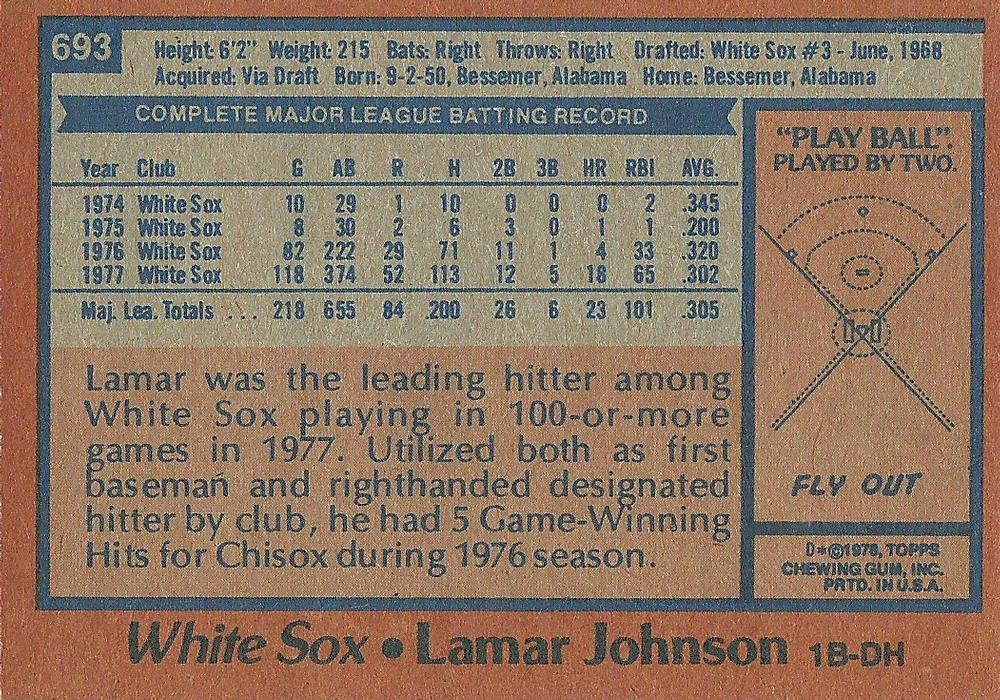 693
Height: 6'2" Weight: 215 Bats: Right Throws: Right Drafted: White Sox #3 - June, 1968
Acquired: Via Draft Born: 9-2-50, Bessemer, Alabama Home: Bessemer, Alabama
COMPLETE MAJOR LEAGUE BATTING RECORD
Year Club G AB R H 2B 3B HR RBI AVG.
1974 White Sox 10 29 1 10 0 0 0 2 .345
1975 White Sox 8 30 2 6 3 0 1 1 .200
1976 White Sox 82 222 29 71 11 1 4 33 .320
1977 White Sox 118 374 52 113 12 5 18 65 .302
Maj. Lea. Totals ... 218 655 84 200 26 6 23 101 .305
Lamar was the leading hitter among
White Sox playing in 100-or-more
games in 1977. Utilized both as first
baseman and righthanded designated
hitter by club, he had 5 Game-Winning
Hits for Chisox during 1976 season.
"PLAY BALL".
PLAYED BY TWO.
FLY OUT
D*©1978, TOPPS
CHEWING GUM, INC.
PRTD. IN U.S.A.
White Sox • Lamar Johnson 1B-DH